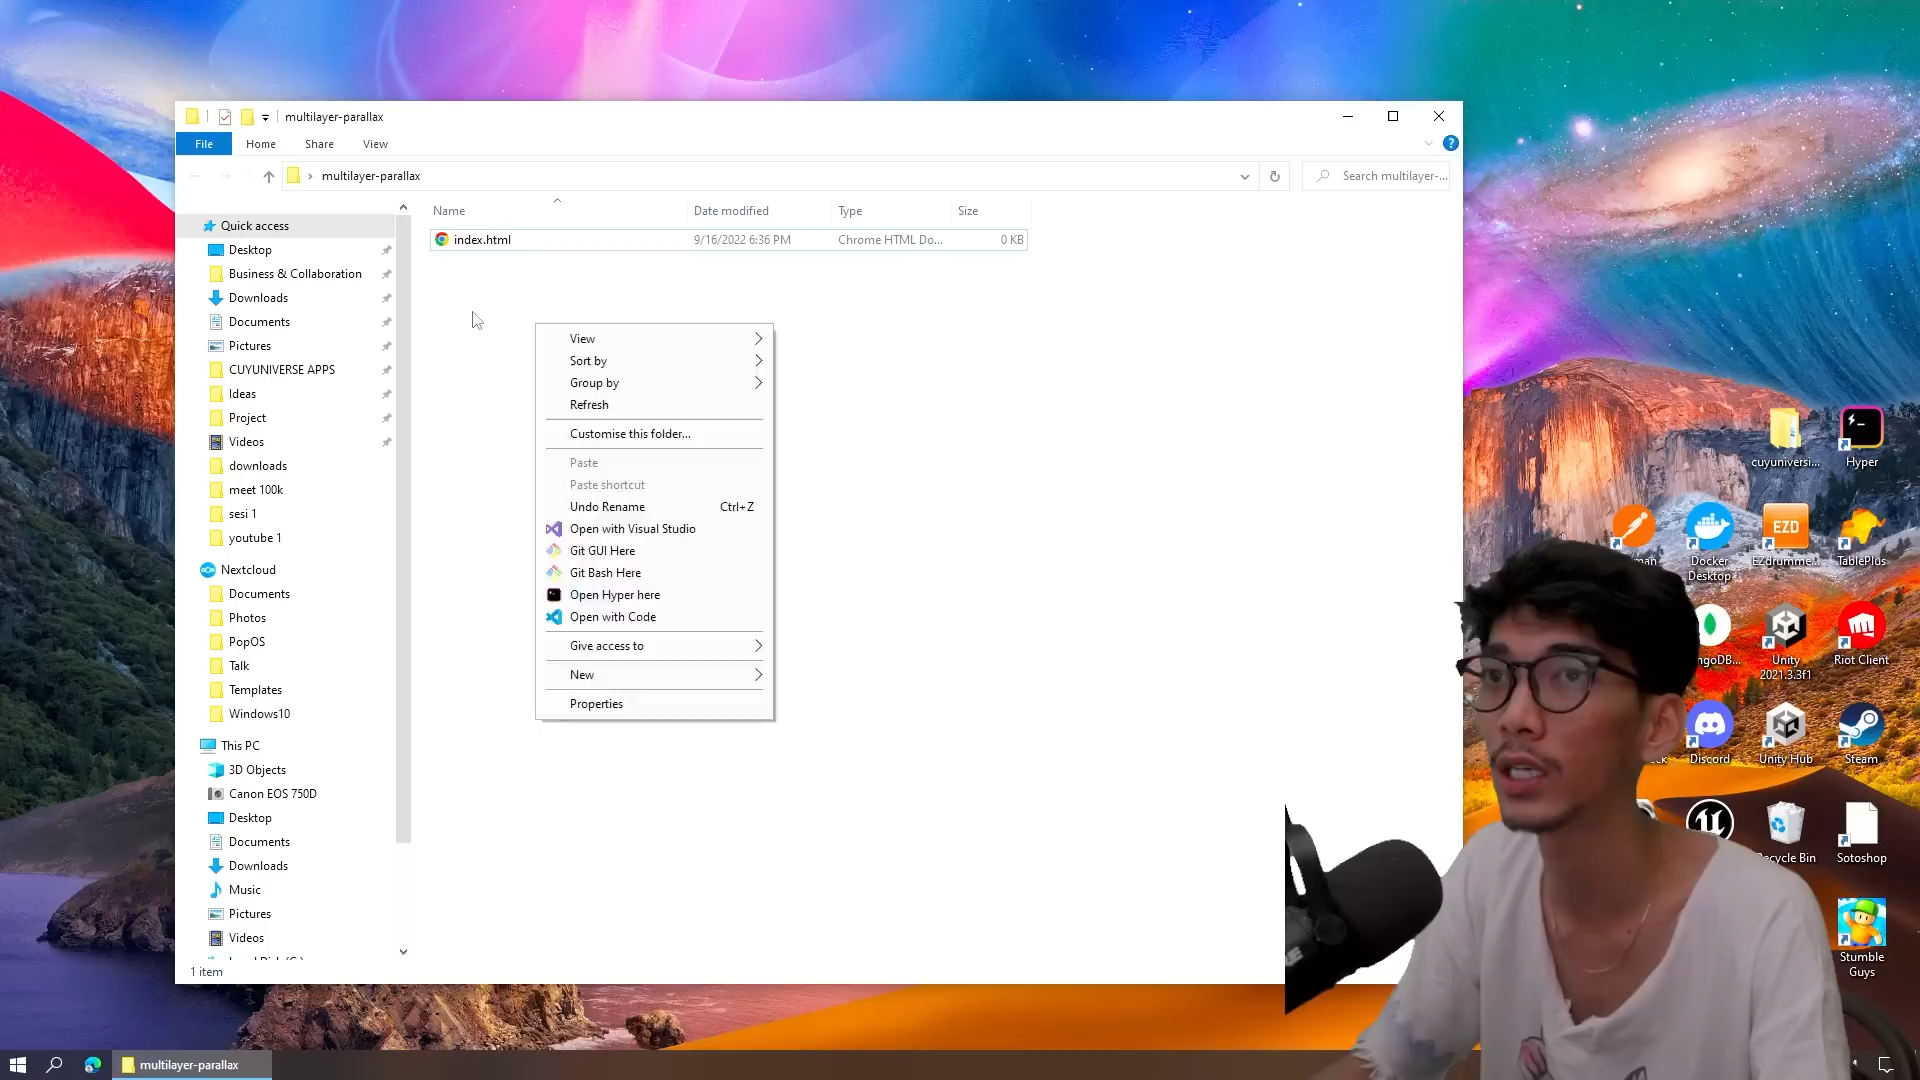 multilayer-parallax
File
Home
Share
View
multilayer-parallax
Search multilayer-...
Name
Date modified
Type
Size
index.html
9/16/2022 6:36 PM
Chrome HTML Do...
0 KB
Quick access
Desktop
Business & Collaboration
Downloads
Documents
Pictures
CUYUNIVERSE APPS
Ideas
Project
Videos
downloads
meet 100k
sesi 1
youtube 1
Nextcloud
Documents
Photos
PopOS
Talk
Templates
Windows10
This PC
3D Objects
Canon EOS 750D
Desktop
Documents
Downloads
Music
Pictures
Videos
1 item
View
Sort by
Group by
Refresh
Customise this folder...
Paste
Paste shortcut
Undo Rename
Ctrl+Z
Open with Visual Studio
Git GUI Here
Git Bash Here
Open Hyper here
Open with Code
Give access to
New
Properties
cuyuniversi...
Hyper
EZD
Docker
Desktop
EZdrumme...
TablePlus
Unity
2021.3.3f1
Riot Client
Discord
Unity Hub
Steam
Bin
Sotoshop
Stumble
Guys
multilayer-parallax